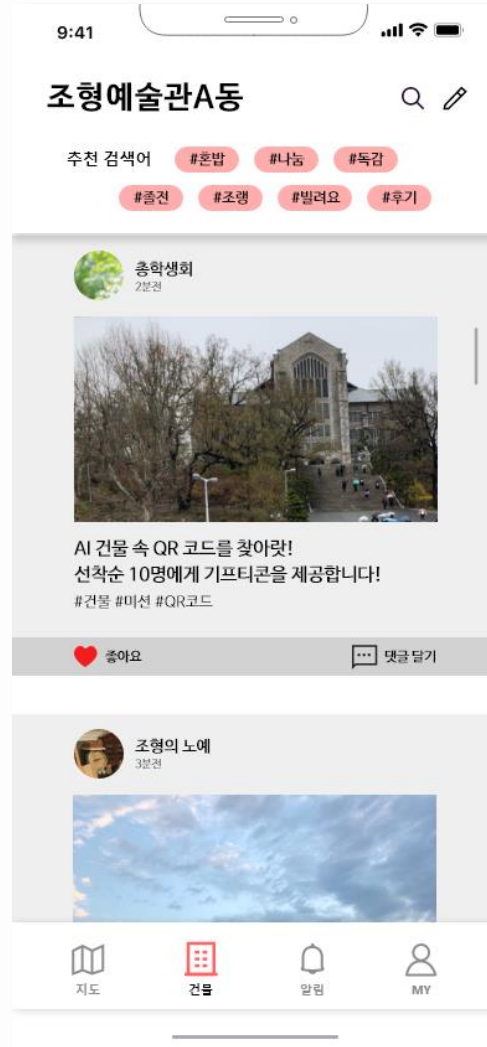 9:41
조형예술관A동
추천 검색어 #혼밥 #나눔 #독감
#졸전 #조랭 #빌려요 #후기
총학생회
2분전
AI 건물 속 QR 코드를 찾아랏!
선착순 10명에게 기프티콘을 제공합니다!
#건물 #미션 #QR코드
좋아요 댓글 달기
조형의 노예
3분전
지도 건물 알림 MY